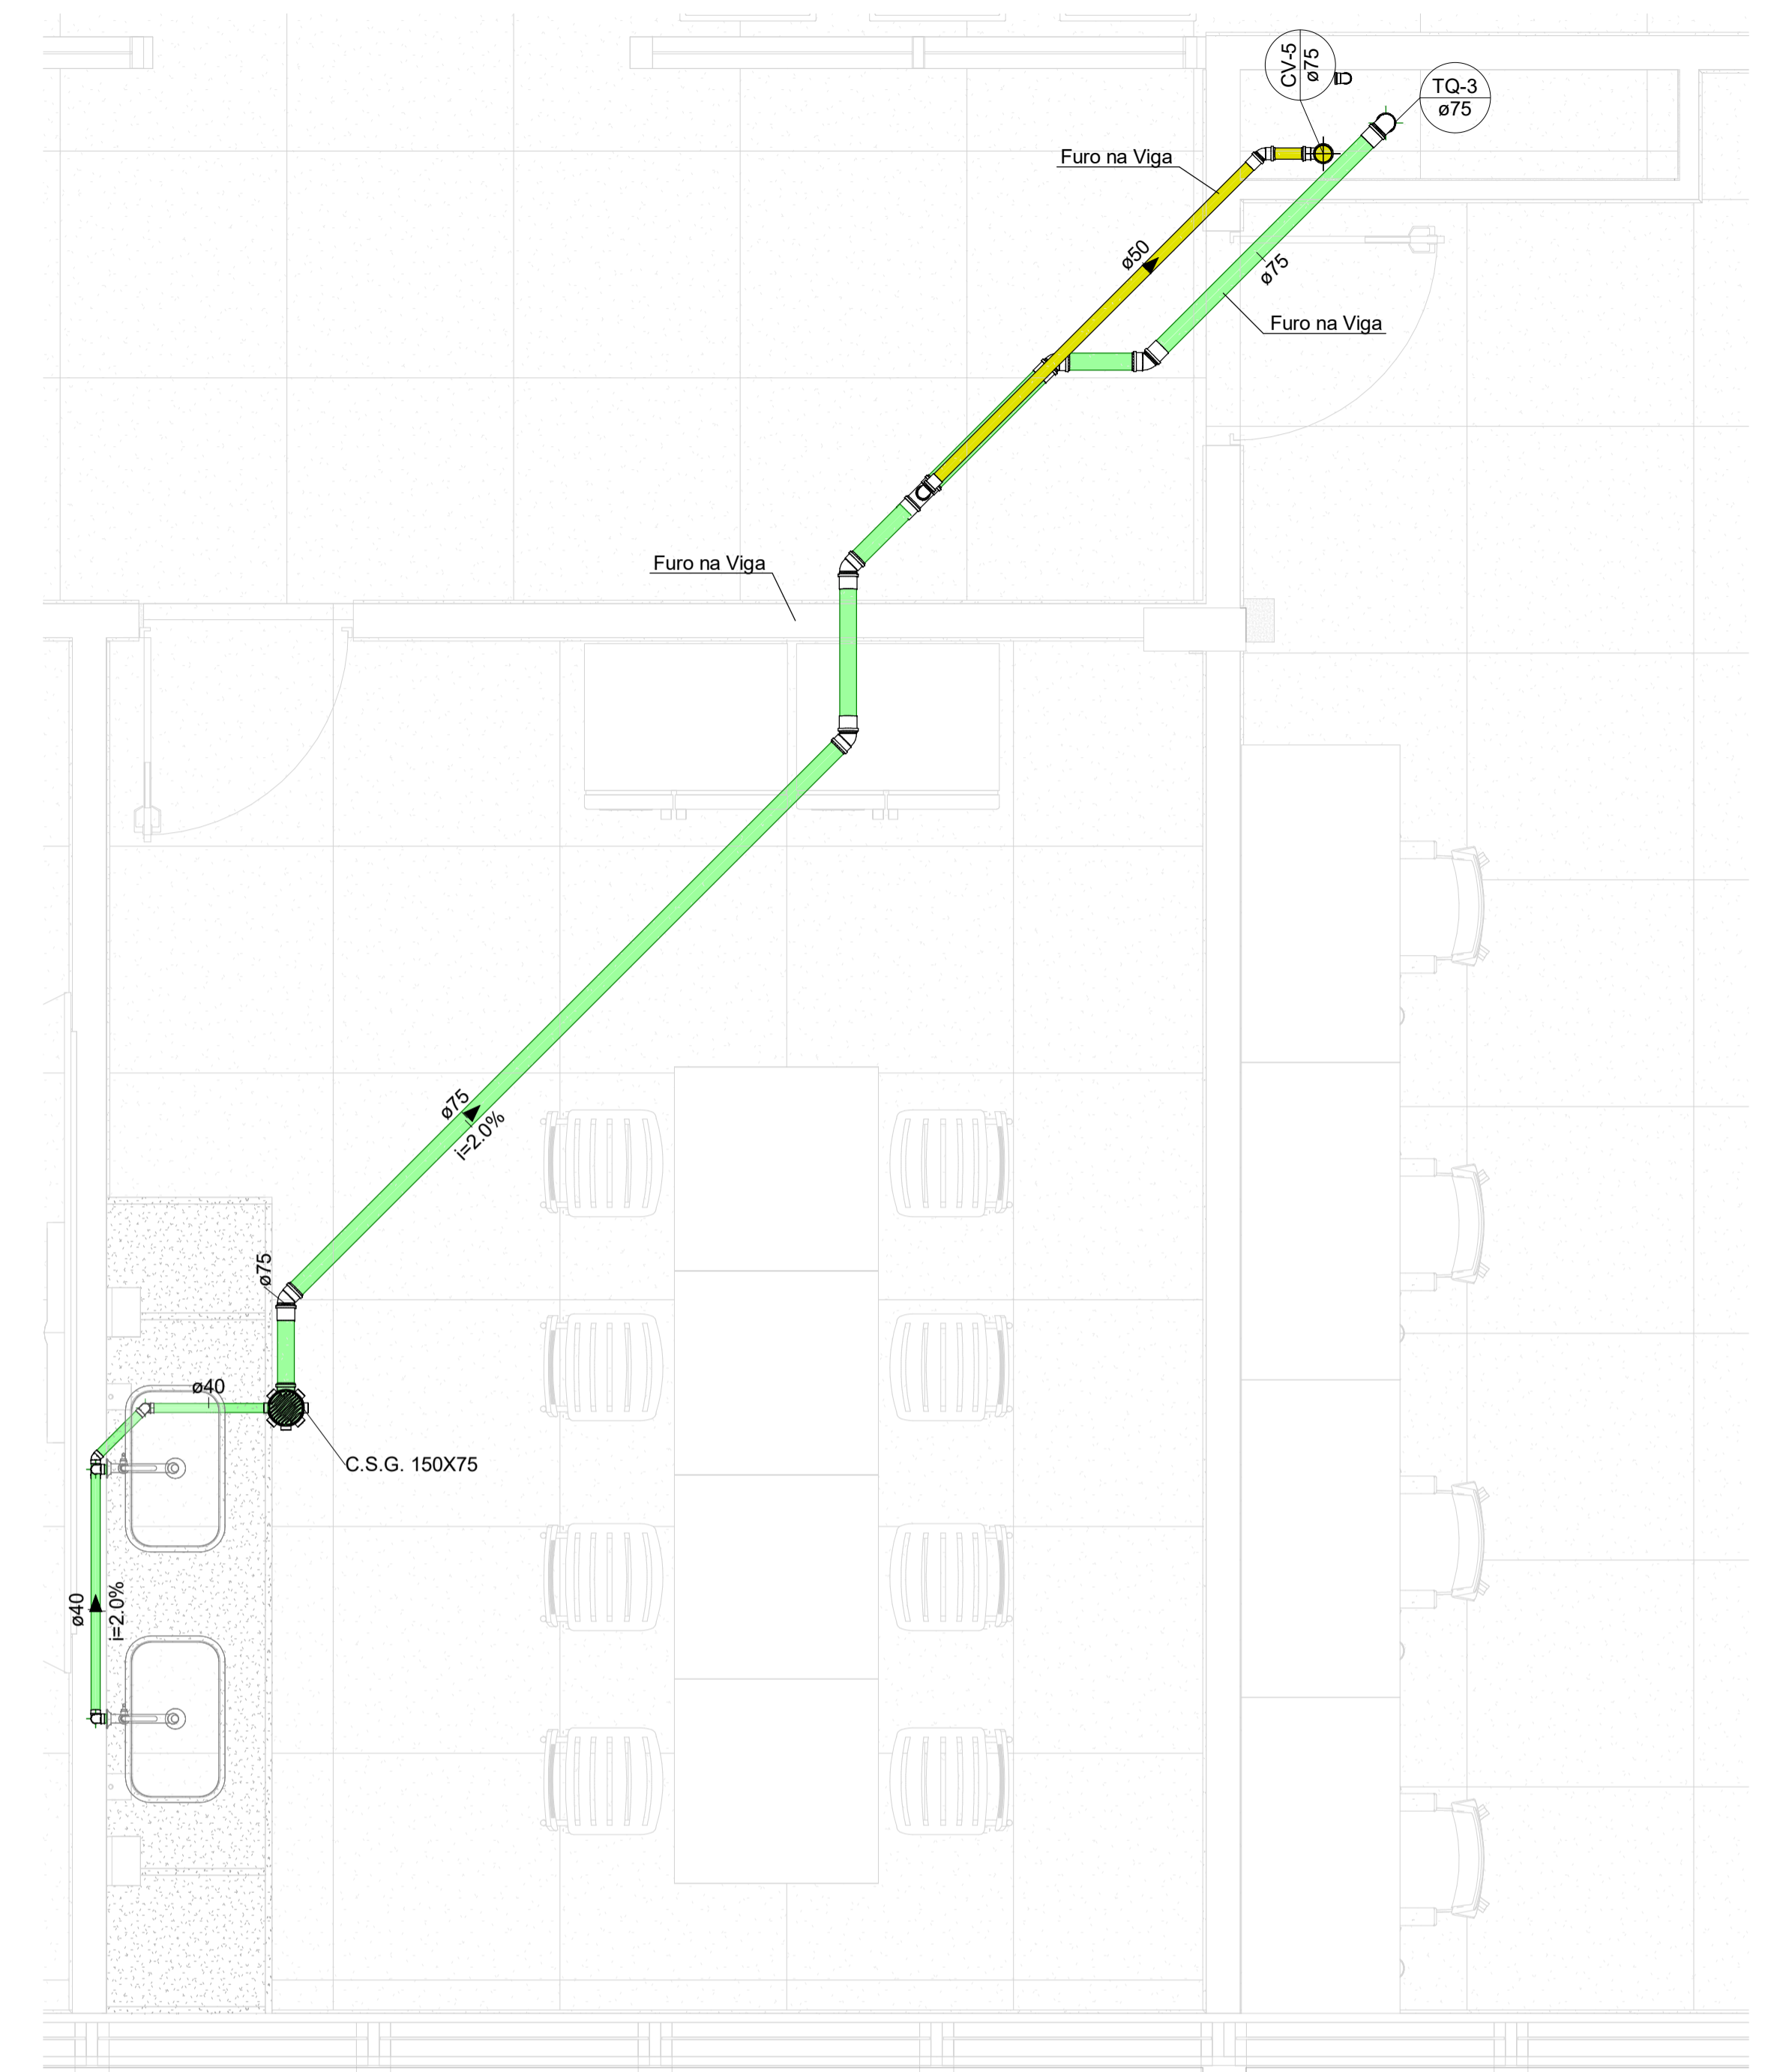 CV-5
ø75
TQ-3
ø75
Furo na Viga
ø50
ø75
Furo na Viga
Furo na Viga
ø75
i=2.0%
ø75
ø40
C.S.G. 150X75
ø40
i=2.0%